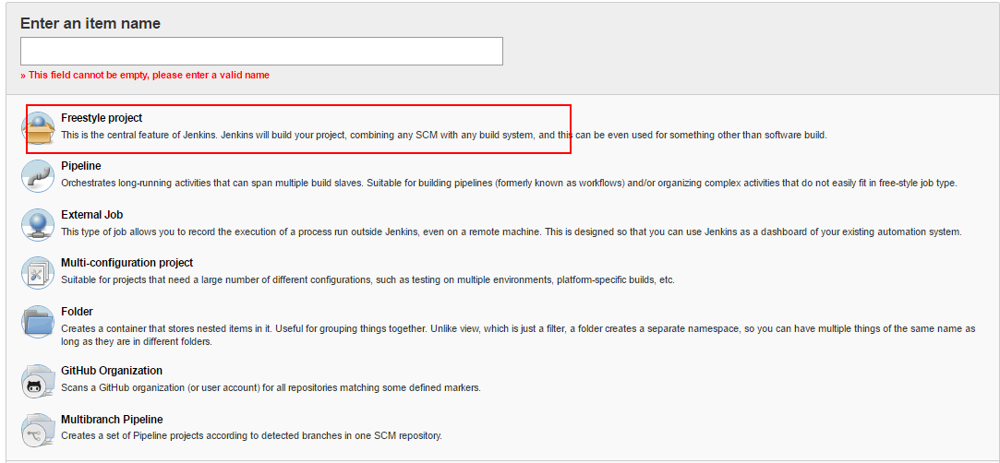 Enter an item name
» This field cannot be empty, please enter a valid name
Freestyle project
This is the central feature of Jenkins. Jenkins will build your project, combining any SCM with any build system, and this can be even used for something other than software build.
Pipeline
Orchestrates long-running activities that can span multiple build slaves. Suitable for building pipelines (formerly known as workflows) and/or organizing complex activities that do not easily fit in free-style job type.
External Job
This type of job allows you to record the execution of a process run outside Jenkins, even on a remote machine. This is designed so that you can use Jenkins as a dashboard of your existing automation system.
Multi-configuration project
Suitable for projects that need a large number of different configurations, such as testing on multiple environments, platform-specific builds, etc.
Folder
Creates a container that stores nested items in it. Useful for grouping things together. Unlike view, which is just a filter, a folder creates a separate namespace, so you can have multiple things of the same name as
long as they are in different folders.
GitHub Organization
Scans a GitHub organization (or user account) for all repositories matching some defined markers.
Multibranch Pipeline
Creates a set of Pipeline projects according to detected branches in one SCM repository.